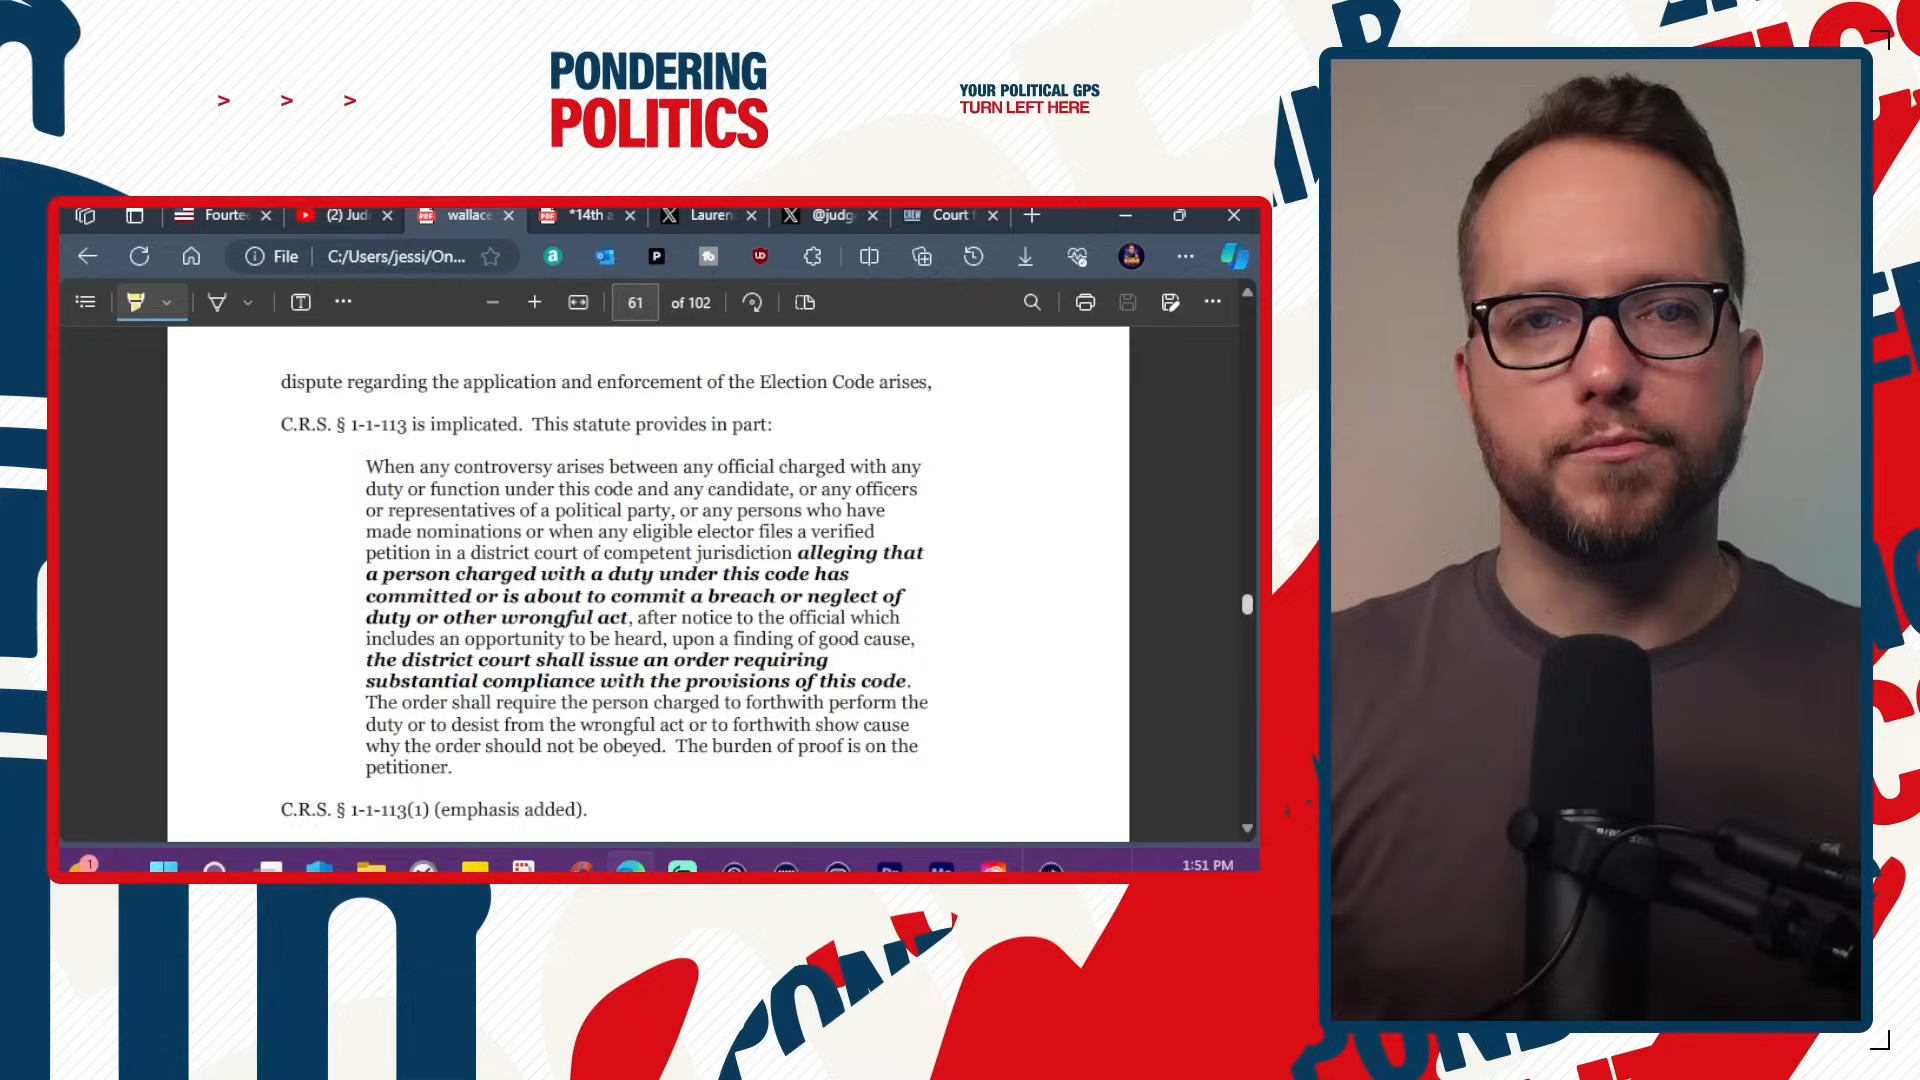 > > >
PONDERING
POLITICS
YOUR POLITICAL GPS
TURN LEFT HERE
Fourte
(2) Jud
wallace
*14th a
Lauren
@judg
Court f
File
C:/Users/jessi/On...
61 of 102
dispute regarding the application and enforcement of the Election Code arises,
C.R.S. § 1-1-113 is implicated. This statute provides in part:
When any controversy arises between any official charged with any
duty or function under this code and any candidate, or any officers
or representatives of a political party, or any persons who have
made nominations or when any eligible elector files a verified
petition in a district court of competent jurisdiction alleging that
a person charged with a duty under this code has
committed or is about to commit a breach or neglect of
duty or other wrongful act, after notice to the official which
includes an opportunity to be heard, upon a finding of good cause,
the district court shall issue an order requiring
substantial compliance with the provisions of this code.
The order shall require the person charged to forthwith perform the
duty or to desist from the wrongful act or to forthwith show cause
why the order should not be obeyed. The burden of proof is on the
petitioner.
C.R.S. § 1-1-113(1) (emphasis added).
1
1:51 PM